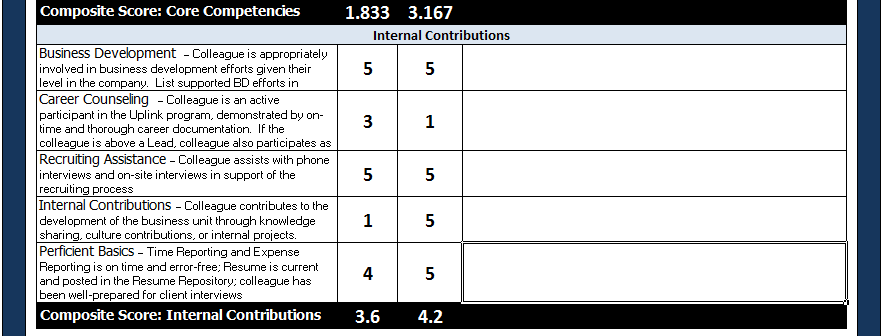 Composite Score: Core Competencies 1.833 3.167
Internal Contributions
Business Development - Colleague is appropriately
involved in business development efforts given their
level in the company. List supported BD efforts in
5 5
Career Counseling - Colleague is an active
participant in the Uplink program, demonstrated by on-
time and thorough career documentation. If the
colleague is above a Lead, colleague also participates as
3 1
Recruiting Assistance - Colleague assists with phone
interviews and on-site interviews in support of the
recruiting process
5 5
Internal Contributions - Colleague contributes to the
development of the business unit through knowledge
sharing, culture contributions, or internal projects.
1 5
Perficient Basics - Time Reporting and Expense
Reporting is on time and error-free; Resume is current
and posted in the Resume Repository; colleague has
been well-prepared for client interviews
4 5
Composite Score: Internal Contributions 3.6 4.2